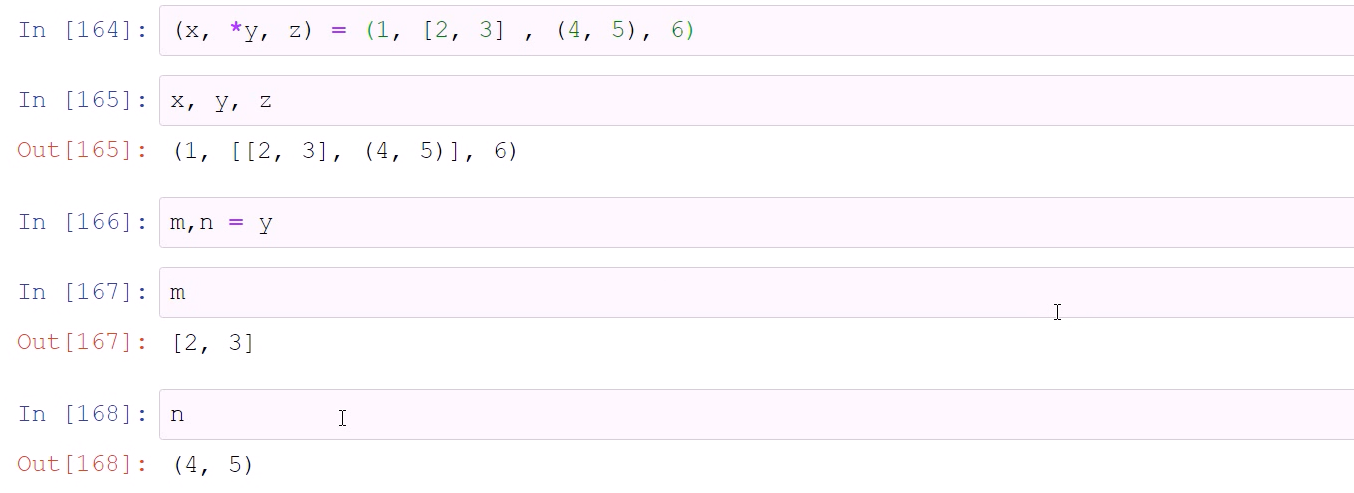 In [164]: (x, *y, z) = (1, [2, 3] , (4, 5), 6)
In [165]: x, y, z
Out[165]: (1, [[2, 3], (4, 5)], 6)
In [166]: m,n = y
In [167]: m
Out[167]: [2, 3]
In [168]: n
Out[168]: (4, 5)